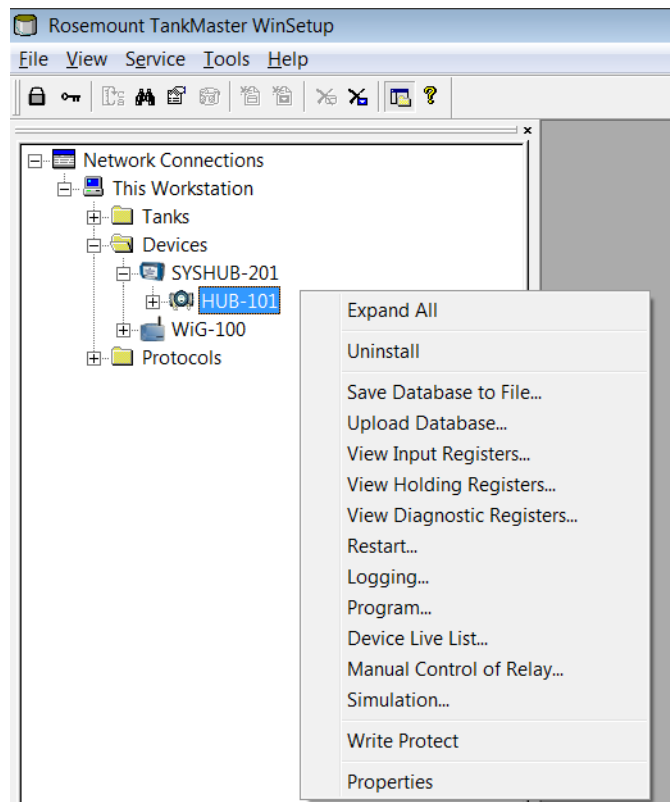 Rosemount TankMaster WinSetup
File View Service Tools Help
Network Connections
This Workstation
Tanks
Devices
SYSHUB-201
HUB-101
WiG-100
Protocols
Expand All
Uninstall
Save Database to File...
Upload Database...
View Input Registers...
View Holding Registers...
View Diagnostic Registers...
Restart...
Logging...
Program...
Device Live List...
Manual Control of Relay...
Simulation...
Write Protect
Properties